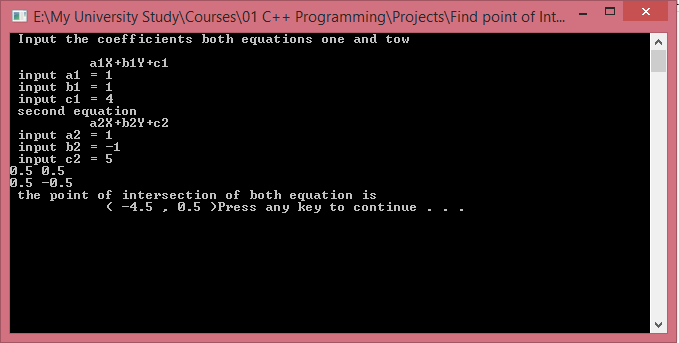 E:\My University Study\Courses\01 C++ Programming\Projects\Find point of Int...
Input the coefficients both equations one and tow
a1X+b1Y+c1
input a1 = 1
input b1 = 1
input c1 = 4
second equation
a2X+b2Y+c2
input a2 = 1
input b2 = -1
input c2 = 5
0.5 0.5
0.5 -0.5
the point of intersection of both equation is
( -4.5 , 0.5 )Press any key to continue . . .